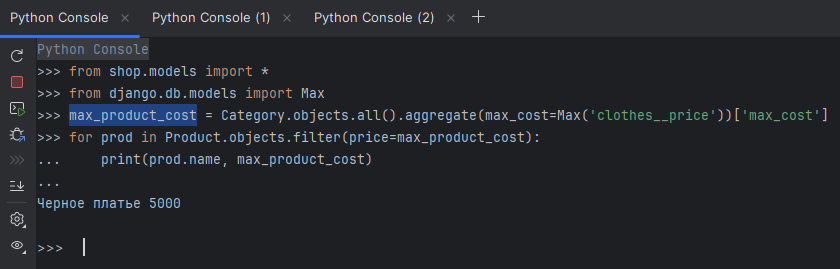 Python Console × Python Console (1) × Python Console (2) × +
Python Console
>>> from shop.models import *
>>> from django.db.models import Max
>>> max_product_cost = Category.objects.all().aggregate(max_cost=Max('clothes__price'))['max_cost']
>>> for prod in Product.objects.filter(price=max_product_cost):
...     print(prod.name, max_product_cost)
...
Черное платье 5000
>>>